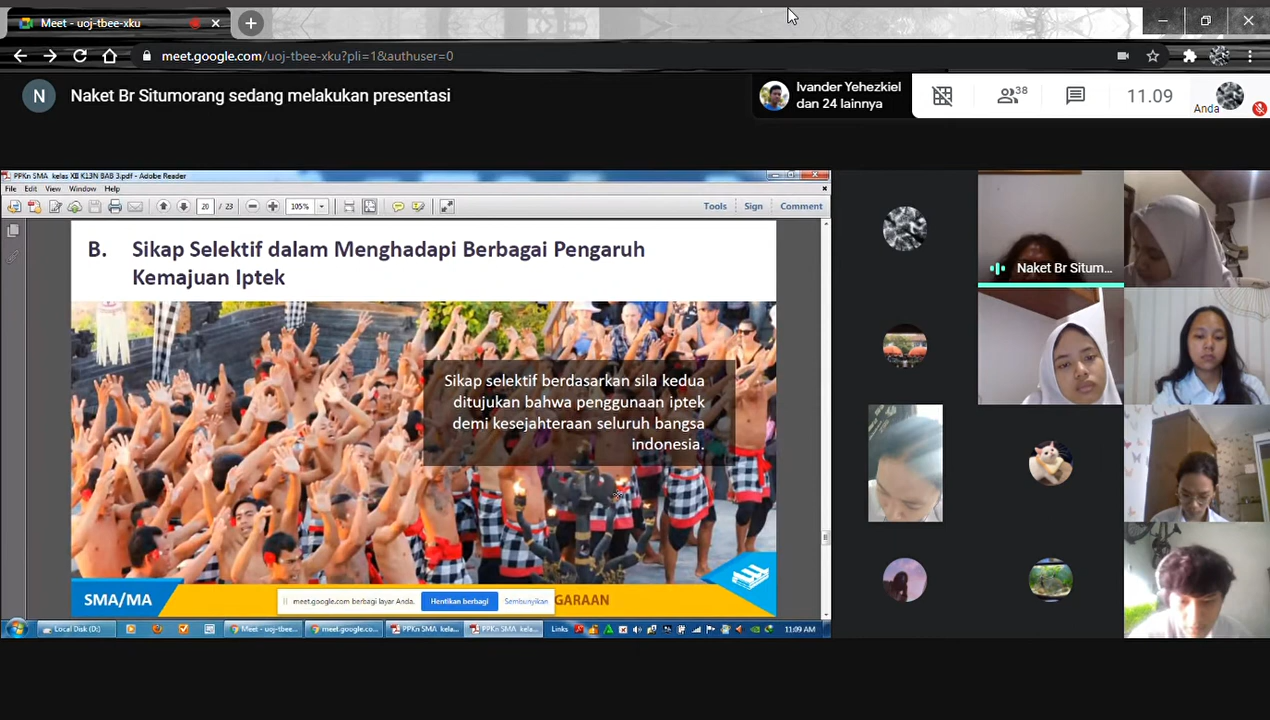 Meet - uoj-tbee-xku
meet.google.com/uoj-tbee-xku?pli=1&authuser=0
N
Naket Br Situmorang sedang melakukan presentasi
Ivander Yehezkiel
dan 24 lainnya
38
11.09
Anda
PPKn SMA kelas XII K13N BAB 3.pdf - Adobe Reader
File Edit View Window Help
20 / 23
105%
Tools Sign Comment
B. Sikap Selektif dalam Menghadapi Berbagai Pengaruh
Kemajuan Iptek
Sikap selektif berdasarkan sila kedua
ditujukan bahwa penggunaan iptek
demi kesejahteraan seluruh bangsa
indonesia.
Naket Br Situm...
SMA/MA
meet.google.com berbagi layar Anda.
Hentikan berbagi
Sembunyikan
GARAAN
Local Disk (D:)
Meet - uoj-tbee...
meet.google.co...
PPKn SMA kela...
PPKn SMA kela...
Links
11:09 AM